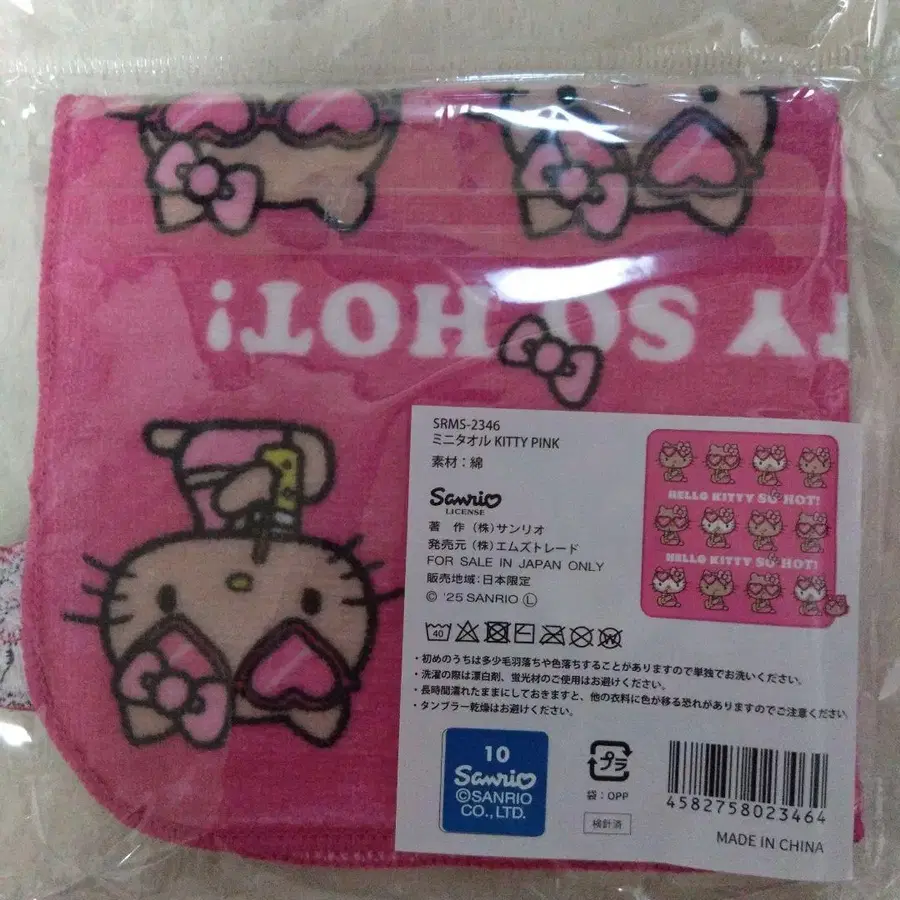 TY SO HOT!
SRMS-2346
ミニタオル KITTY PINK
素材：綿
Sanrio
LICENSE
著 作 (株)サンリオ
発売元 (株)エムズトレード
FOR SALE IN JAPAN ONLY
販売地域：日本限定
© '25 SANRIO Ⓛ
HELLO KITTY SO HOT!
HELLO KITTY SO HOT!
40
・初めのうちは多少毛羽落ちや色落ちすることがありますので単独でお洗いください。
・洗濯の際は漂白剤、蛍光材のご使用はお避けください。
・長時間濡れたままにしておきますと、他の衣料に色が移る恐れがありますのでご注意ください
・タンブラー乾燥はお避けください。
10
Sanrio
©SANRIO
CO., LTD.
プラ
袋：OPP
検針済
4582758023464
MADE IN CHINA